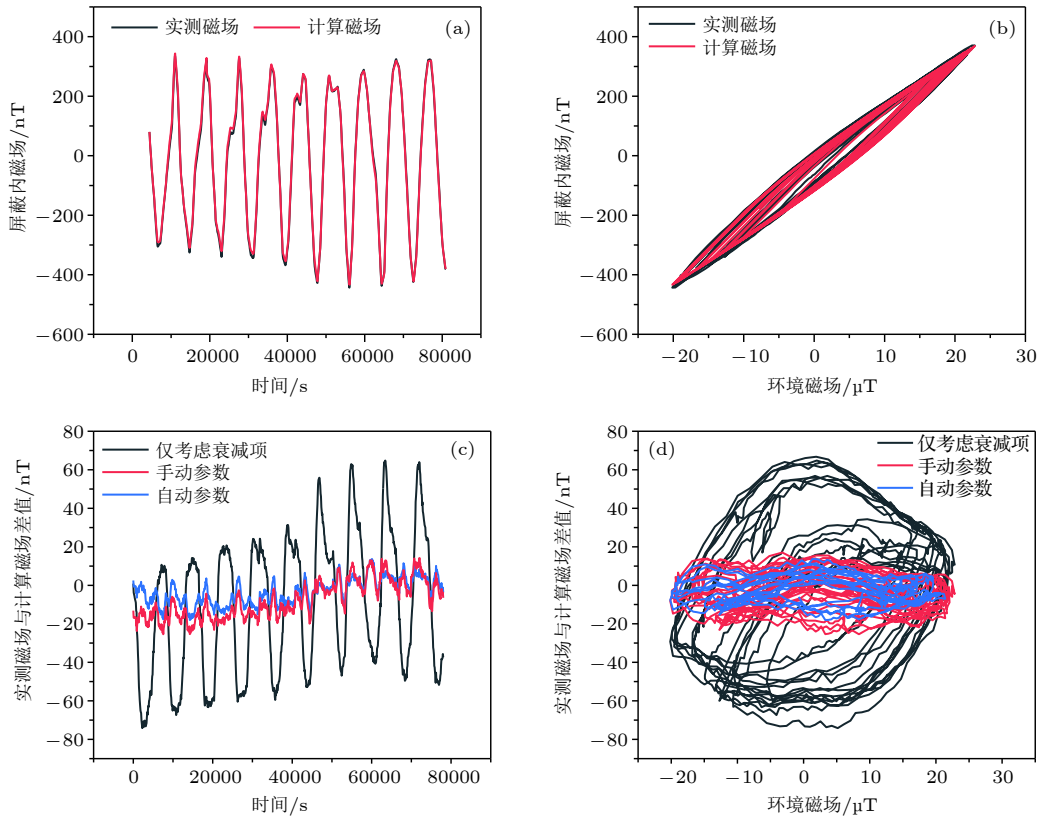 实测磁场 计算磁场 (a)
400
200
0
−200
−400
−600
屏蔽内磁场/nT
0 20000 40000 60000 80000
时间/s
实测磁场 (b)
计算磁场
400
200
0
−200
−400
−600
屏蔽内磁场/nT
−20 −10 0 10 20 30
环境磁场/µT
80
60
40
20
0
−20
−40
−60
−80
实测磁场与计算磁场差值/nT
仅考虑衰减项 (c)
手动参数
自动参数
0 20000 40000 60000 80000
时间/s
80
60
40
20
0
−20
−40
−60
−80
实测磁场与计算磁场差值/nT
(d) 仅考虑衰减项
手动参数
自动参数
−20 −10 0 10 20 30
环境磁场/µT